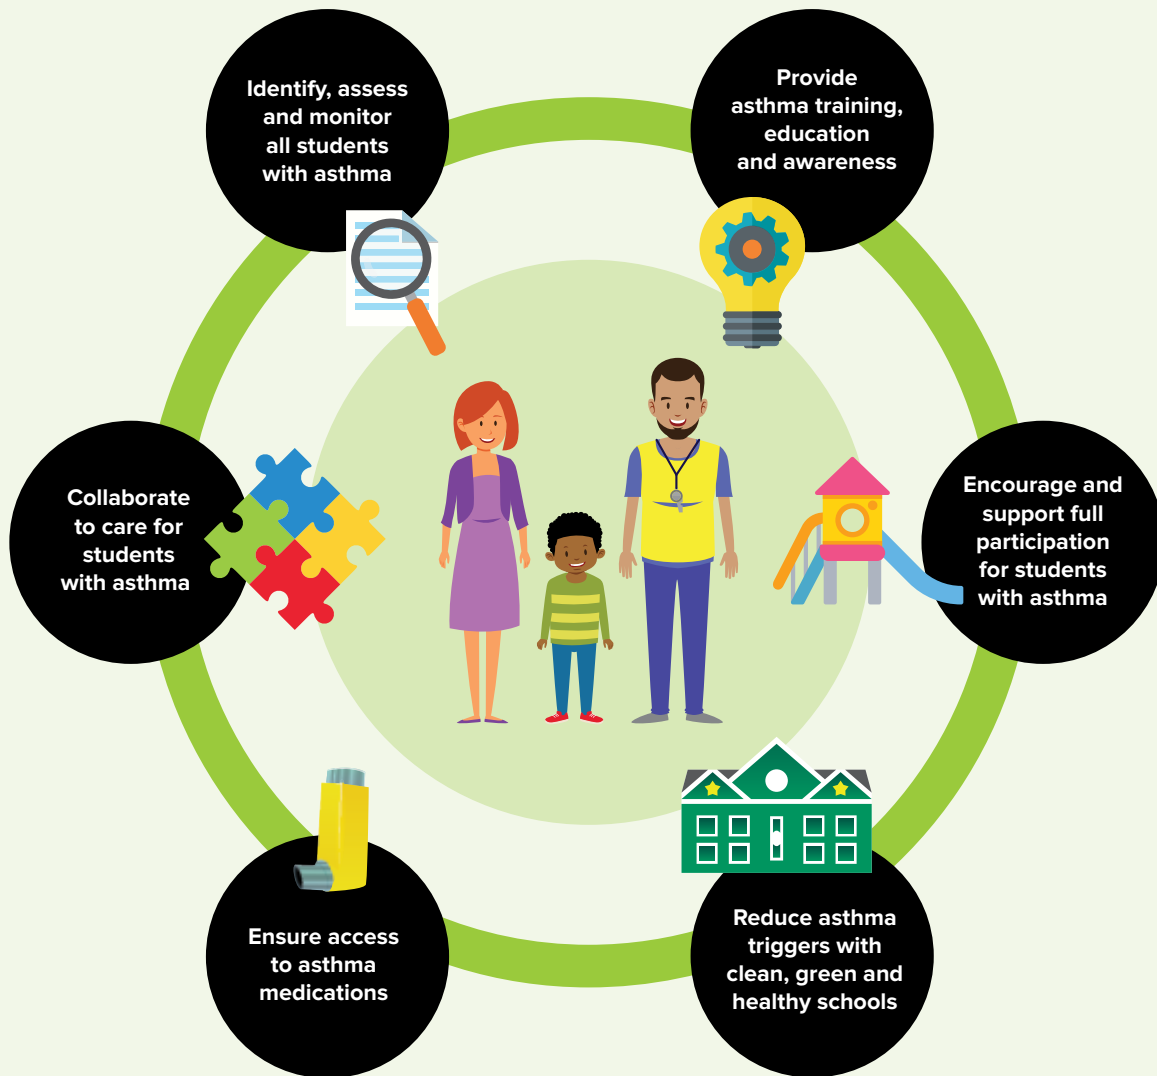 Identify, assess
and monitor
all students
with asthma
Provide
asthma training,
education
and awareness
Encourage and
support full
participation
for students
with asthma
Reduce asthma
triggers with
clean, green and
healthy schools
Ensure access
to asthma
medications
Collaborate
to care for
students
with asthma